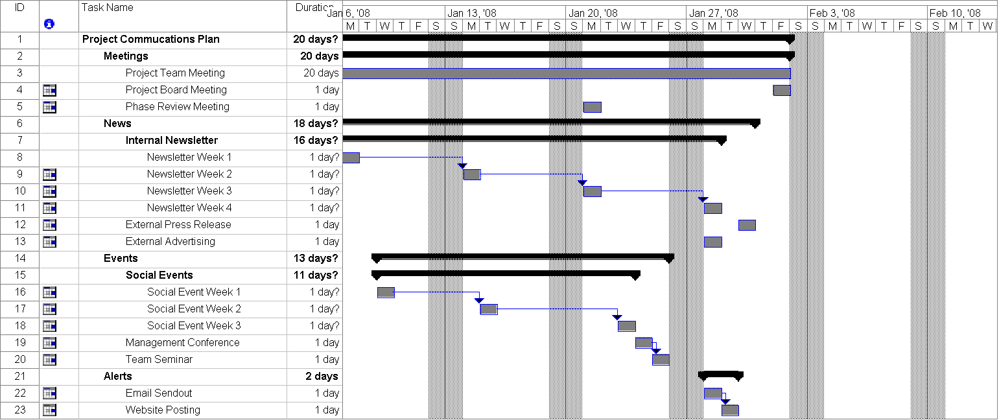 ID Task Name Duration Jan 6, '08 Jan 13, '08 Jan 20, '08 Jan 27, '08 Feb 3, '08 Feb 10, '08
M T W T F S S M T W T F S S M T W T F S S M T W T F S S M T W T F S S M T W
1 Project Commucations Plan 20 days?
2 Meetings 20 days
3 Project Team Meeting 20 days
4 Project Board Meeting 1 day
5 Phase Review Meeting 1 day
6 News 18 days?
7 Internal Newsletter 16 days?
8 Newsletter Week 1 1 day?
9 Newsletter Week 2 1 day?
10 Newsletter Week 3 1 day?
11 Newsletter Week 4 1 day?
12 External Press Release 1 day
13 External Advertising 1 day
14 Events 13 days?
15 Social Events 11 days?
16 Social Event Week 1 1 day?
17 Social Event Week 2 1 day?
18 Social Event Week 3 1 day?
19 Management Conference 1 day
20 Team Seminar 1 day
21 Alerts 2 days
22 Email Sendout 1 day
23 Website Posting 1 day